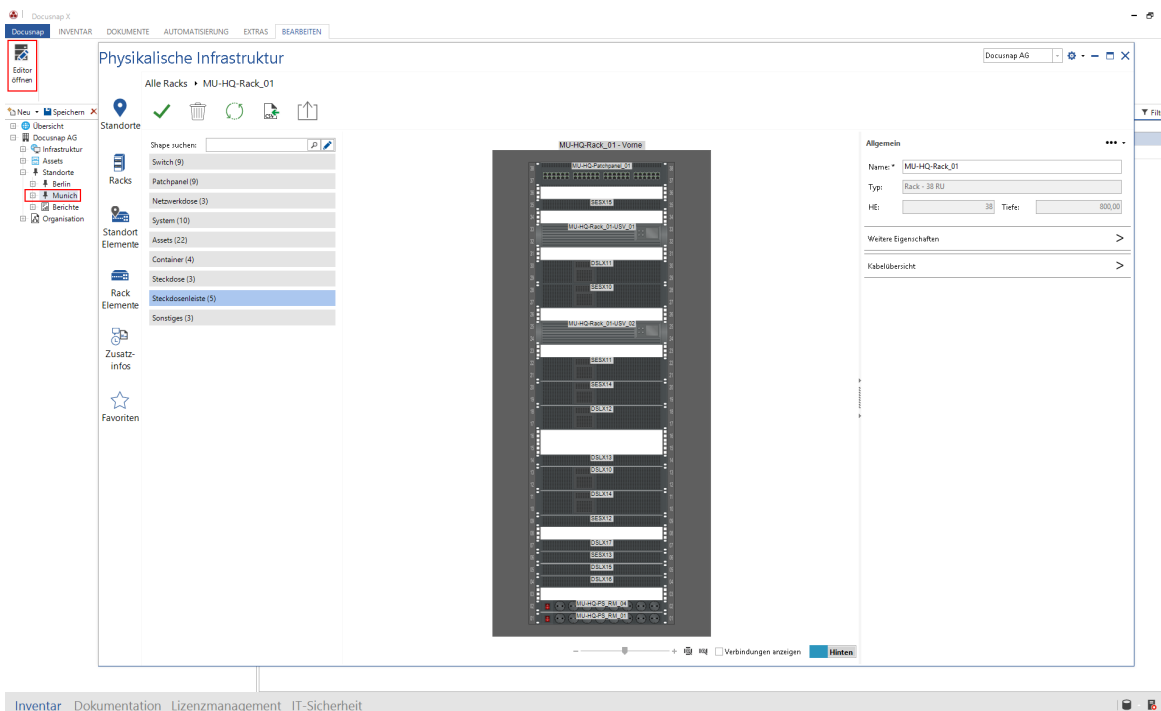 Docusnap X
Docusnap INVENTAR DOKUMENTE AUTOMATISIERUNG EXTRAS BEARBEITEN
Editor
öffnen
Neu Speichern
Übersicht
Docusnap AG
Infrastruktur
Assets
Standorte
Berlin
Munich
Berichte
Organisation
Physikalische Infrastruktur
Docusnap AG
Alle Racks MU-HQ-Rack_01
CSV
Standorte
Racks
Standort
Elemente
Rack
Elemente
Zusatz-
infos
Favoriten
Shape suchen:
Switch (9)
Patchpanel (9)
Netzwerkdose (3)
System (10)
Assets (22)
Container (4)
Steckdose (3)
Steckdosenleiste (5)
Sonstiges (3)
MU-HQ-Rack_01 - Vorne
MU-HQ-Patchpanel_01
SESX15
MU-HQ-Rack_01-USV_01
DSLX11
SESX10
MU-HQ-Rack_01-USV_02
SESX11
SESX14
DSLX12
DSLX13
DSLX10
DSLX14
SESX12
DSLX17
SESX13
DSLX15
DSLX16
MU-HQ-PS_RM_04
MU-HQ-PS_RM_01
Verbindungen anzeigen Hinten
Allgemein
Name: * MU-HQ-Rack_01
Typ: Rack - 38 RU
HE: 38 Tiefe: 800,00
Weitere Eigenschaften
Kabelübersicht
Filt
Inventar Dokumentation Lizenzmanagement IT-Sicherheit